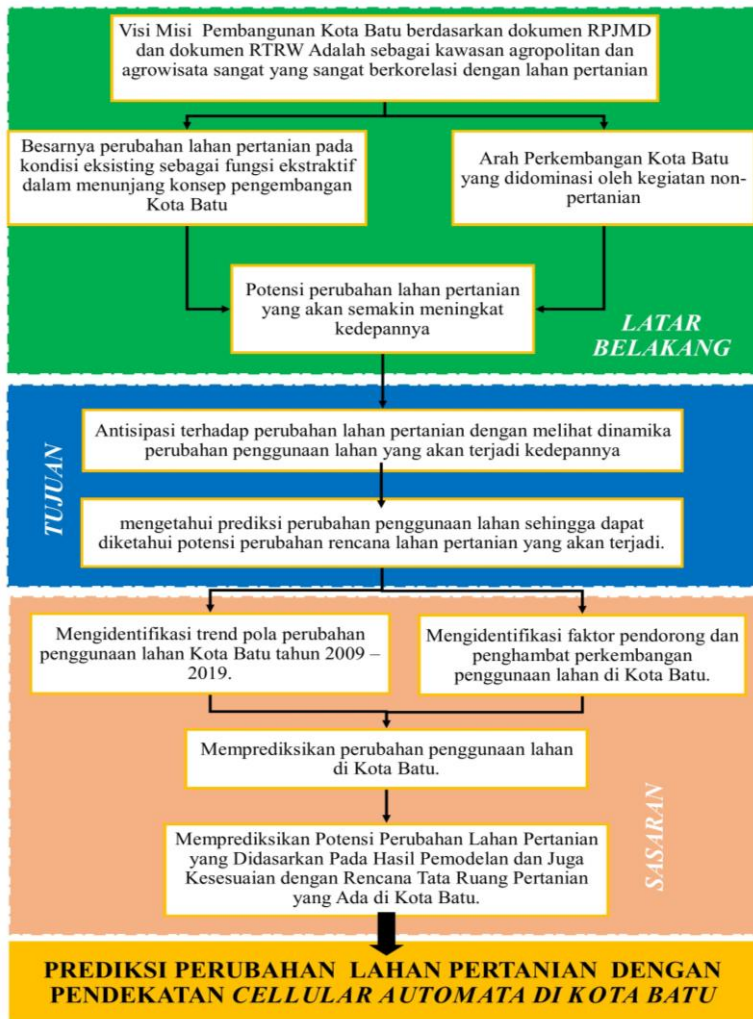 Visi Misi Pembangunan Kota Batu berdasarkan dokumen RPJMD
dan dokumen RTRW Adalah sebagai kawasan agropolitan dan
agrowisata sangat yang sangat berkorelasi dengan lahan pertanian
Besarnya perubahan lahan pertanian pada
kondisi eksisting sebagai fungsi ekstraktif
dalam menunjang konsep pengembangan
Kota Batu
Arah Perkembangan Kota Batu
yang didominasi oleh kegiatan non-
pertanian
Potensi perubahan lahan pertanian
yang akan semakin meningkat
kedepannya
LATAR
BELAKANG
TUJUAN
Antisipasi terhadap perubahan lahan pertanian dengan melihat dinamika
perubahan penggunaan lahan yang akan terjadi kedepannya
mengetahui prediksi perubahan penggunaan lahan sehingga dapat
diketahui potensi perubahan rencana lahan pertanian yang akan terjadi.
Mengidentifikasi trend pola perubahan
penggunaan lahan Kota Batu tahun 2009 –
2019.
Mengidentifikasi faktor pendorong dan
penghambat perkembangan
penggunaan lahan di Kota Batu.
Memprediksikan perubahan penggunaan lahan
di Kota Batu.
Memprediksikan Potensi Perubahan Lahan Pertanian
yang Didasarkan Pada Hasil Pemodelan dan Juga
Kesesuaian dengan Rencana Tata Ruang Pertanian
yang Ada di Kota Batu.
SASARAN
PREDIKSI PERUBAHAN LAHAN PERTANIAN DENGAN
PENDEKATAN CELLULAR AUTOMATA DI KOTA BATU